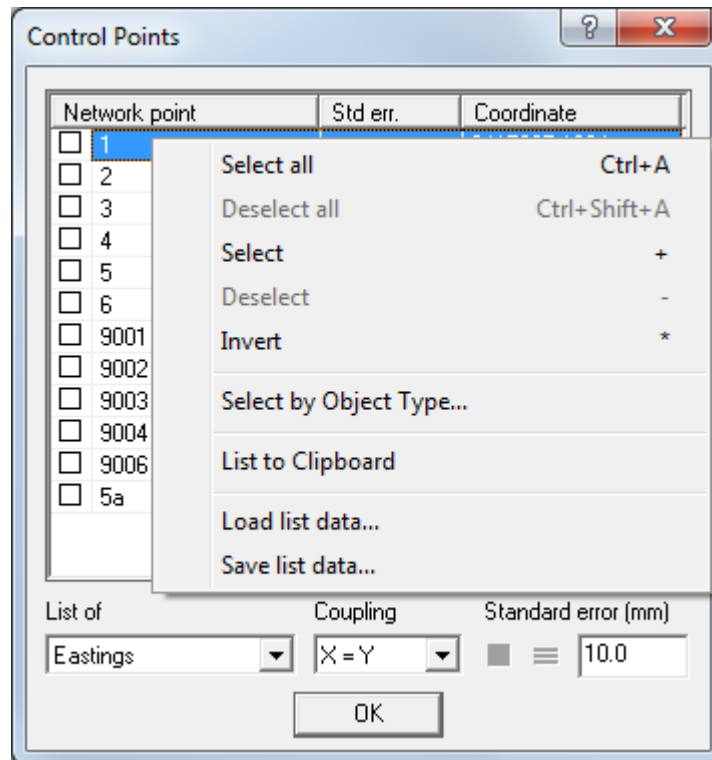 Control Points
?
Network point Std err. Coordinate
1
2
3
4
5
6
9001
9002
9003
9004
9006
5a
Select all Ctrl+A
Deselect all Ctrl+Shift+A
Select +
Deselect -
Invert *
Select by Object Type...
List to Clipboard
Load list data...
Save list data...
List of Coupling Standard error (mm)
Eastings X = Y 10.0
OK